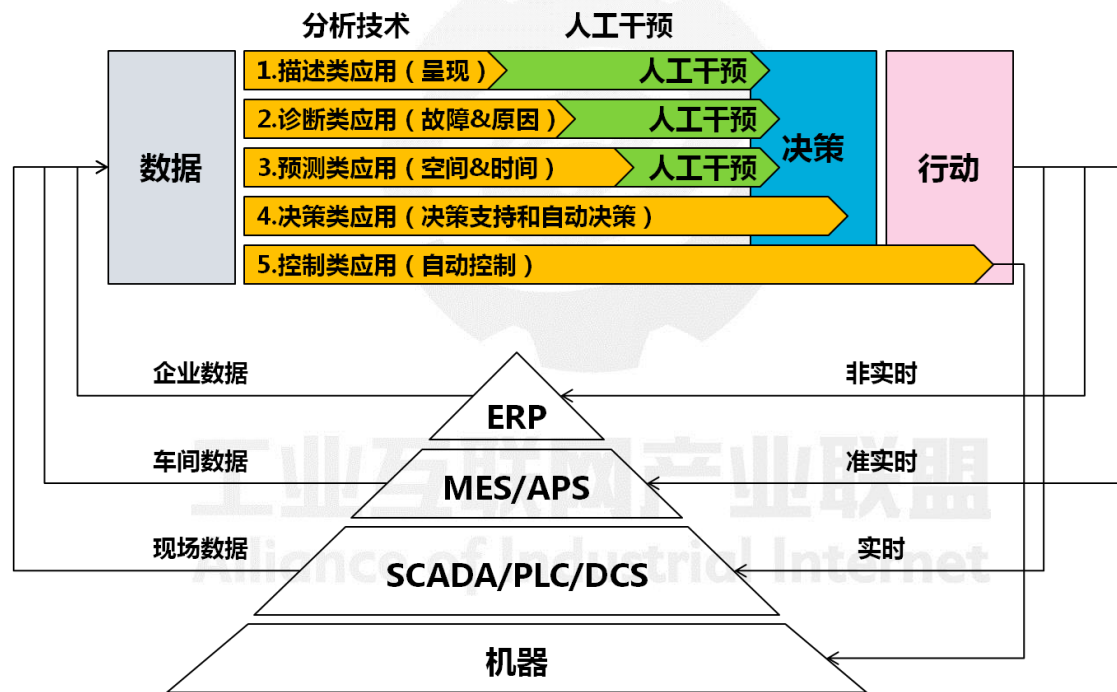 分析技术
人工干预
数据
1.描述类应用（呈现）
人工干预
2.诊断类应用（故障&原因）
人工干预
3.预测类应用（空间&时间）
人工干预
4.决策类应用（决策支持和自动决策）
5.控制类应用（自动控制）
决策
行动
企业数据
非实时
ERP
车间数据
准实时
MES/APS
现场数据
实时
SCADA/PLC/DCS
机器
工业互联网产业联盟
Alliance of Industrial Internet